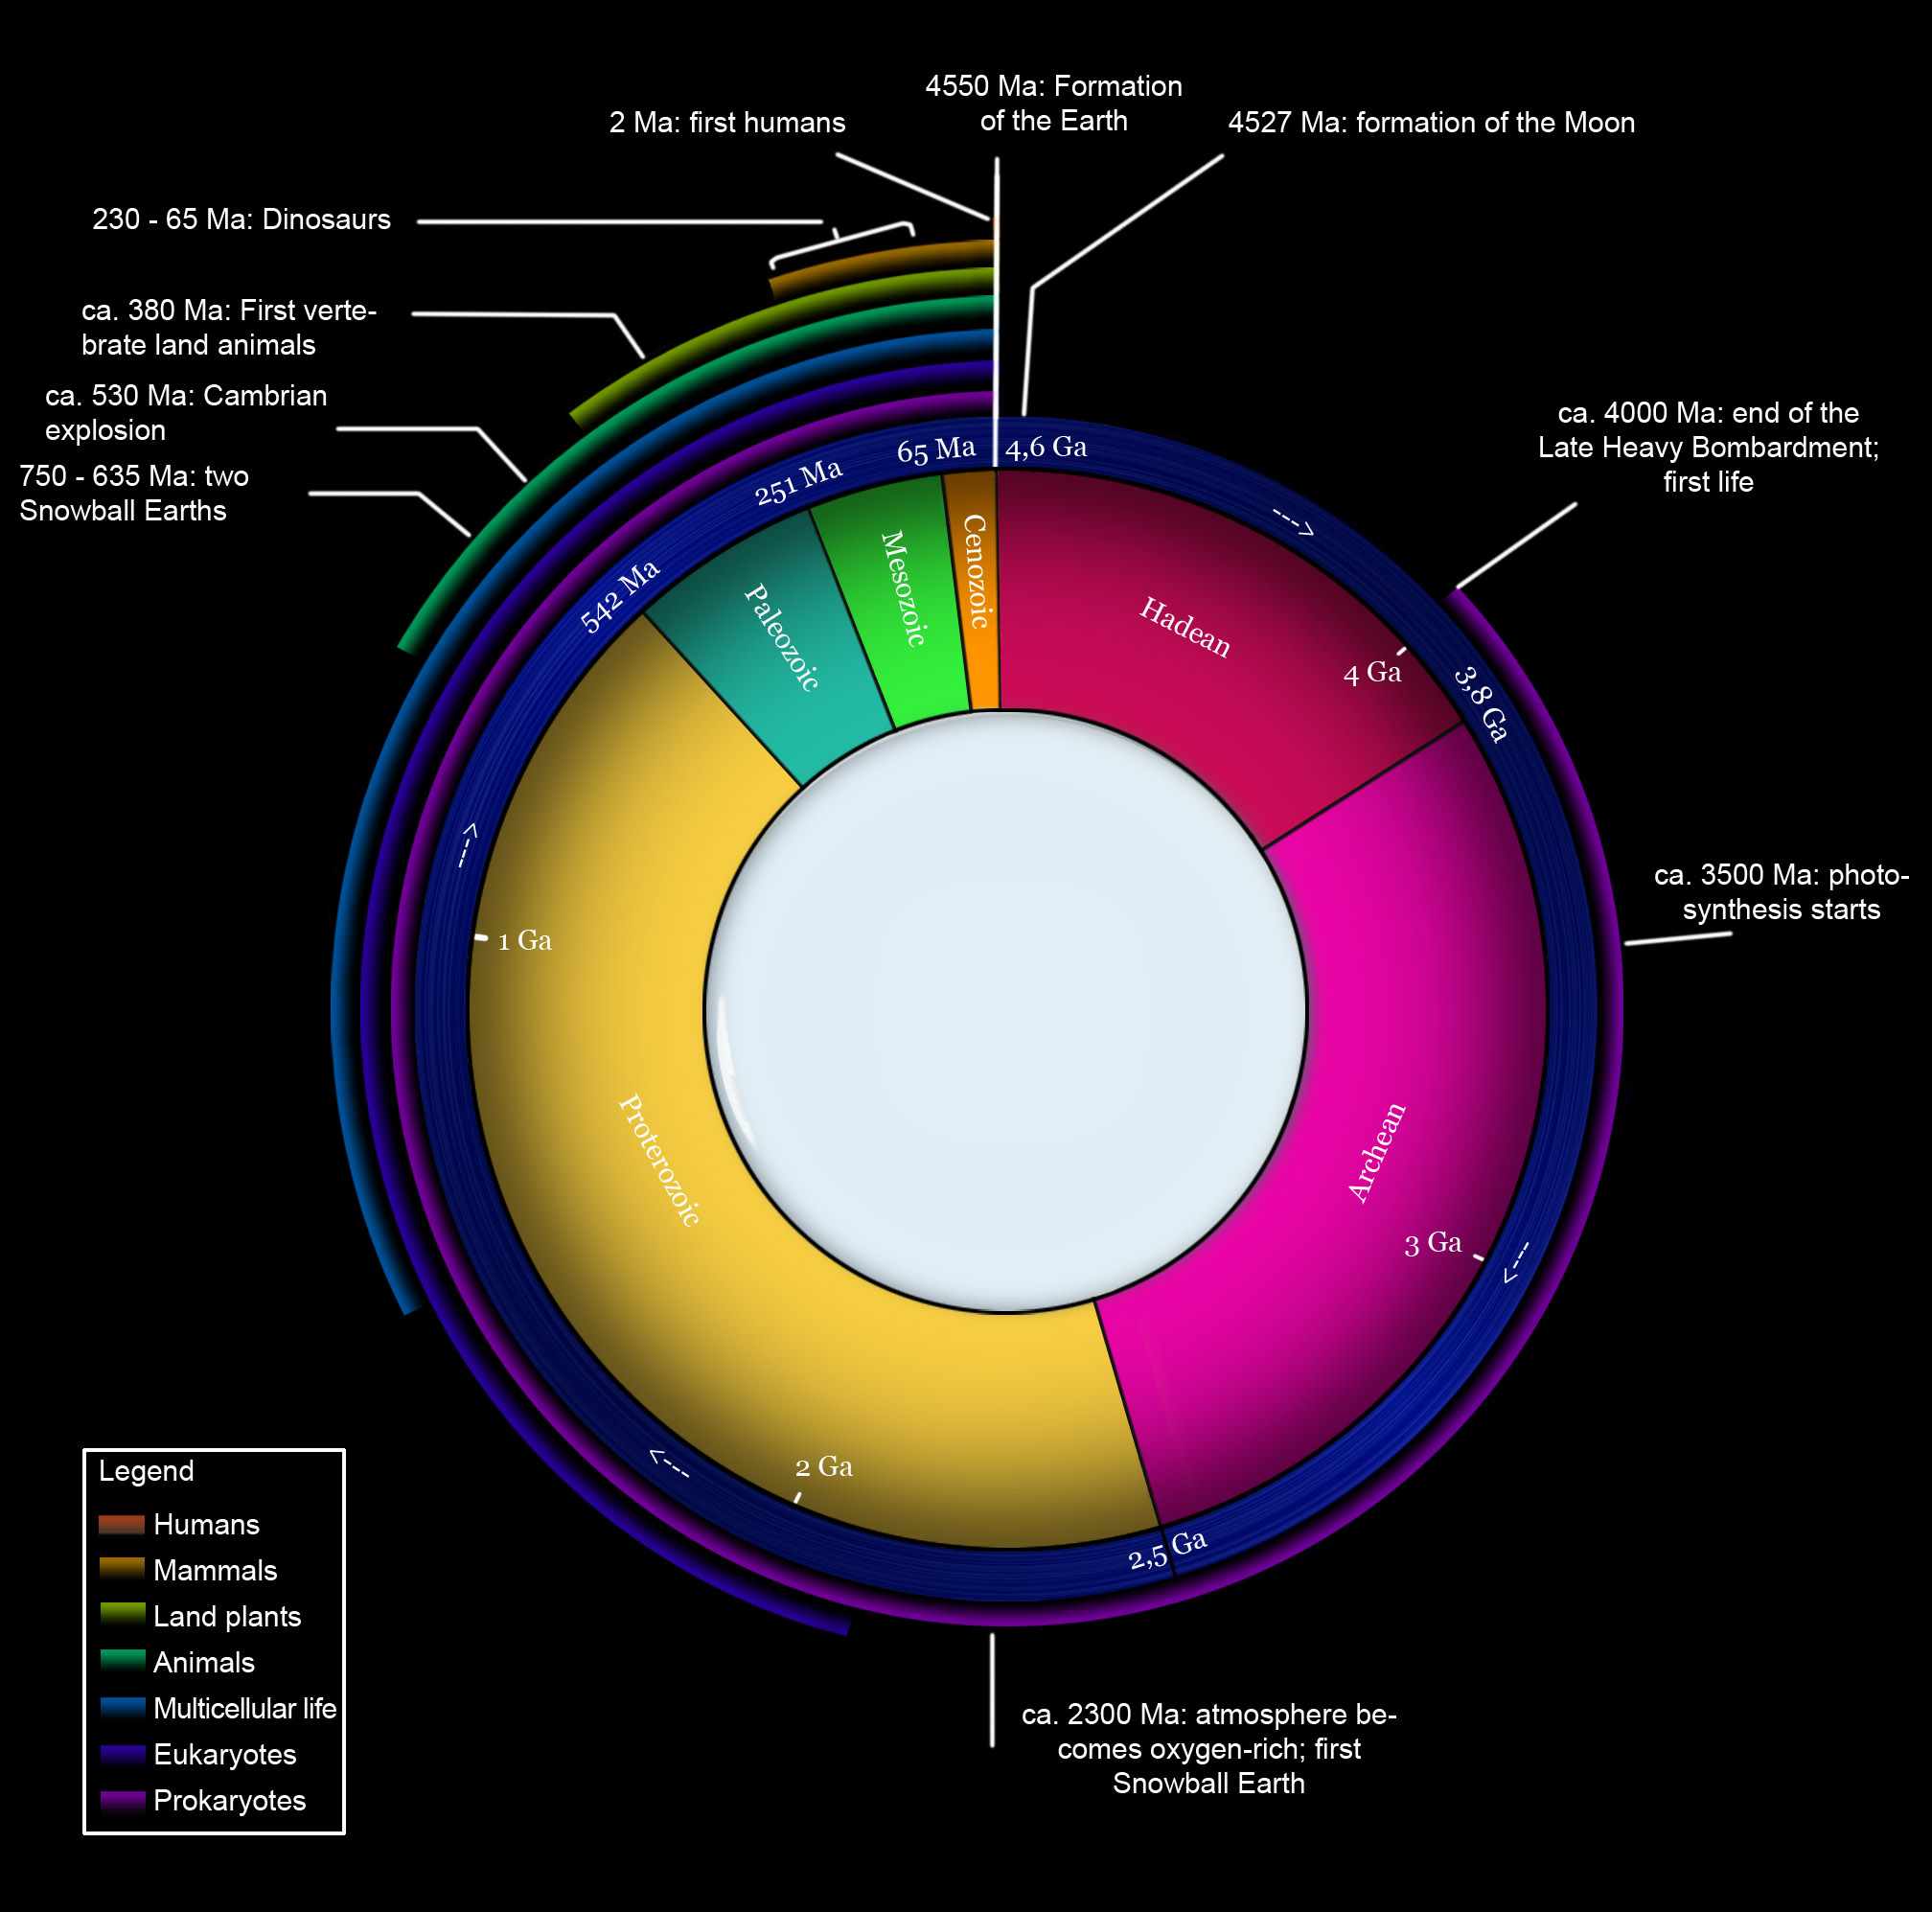 4550 Ma: Formation
of the Earth
2 Ma: first humans
4527 Ma: formation of the Moon
230 - 65 Ma: Dinosaurs
ca. 380 Ma: First verte-
brate land animals
ca. 530 Ma: Cambrian
explosion
750 - 635 Ma: two
Snowball Earths
ca. 4000 Ma: end of the
Late Heavy Bombardment;
first life
ca. 3500 Ma: photo-
synthesis starts
ca. 2300 Ma: atmosphere be-
comes oxygen-rich; first
Snowball Earth
4,6 Ga
3,8 Ga
2,5 Ga
542 Ma
251 Ma
65 Ma
Hadean
4 Ga
Archean
3 Ga
2 Ga
Proterozoic
1 Ga
Paleozoic
Mesozoic
Cenozoic
Legend
Humans
Mammals
Land plants
Animals
Multicellular life
Eukaryotes
Prokaryotes